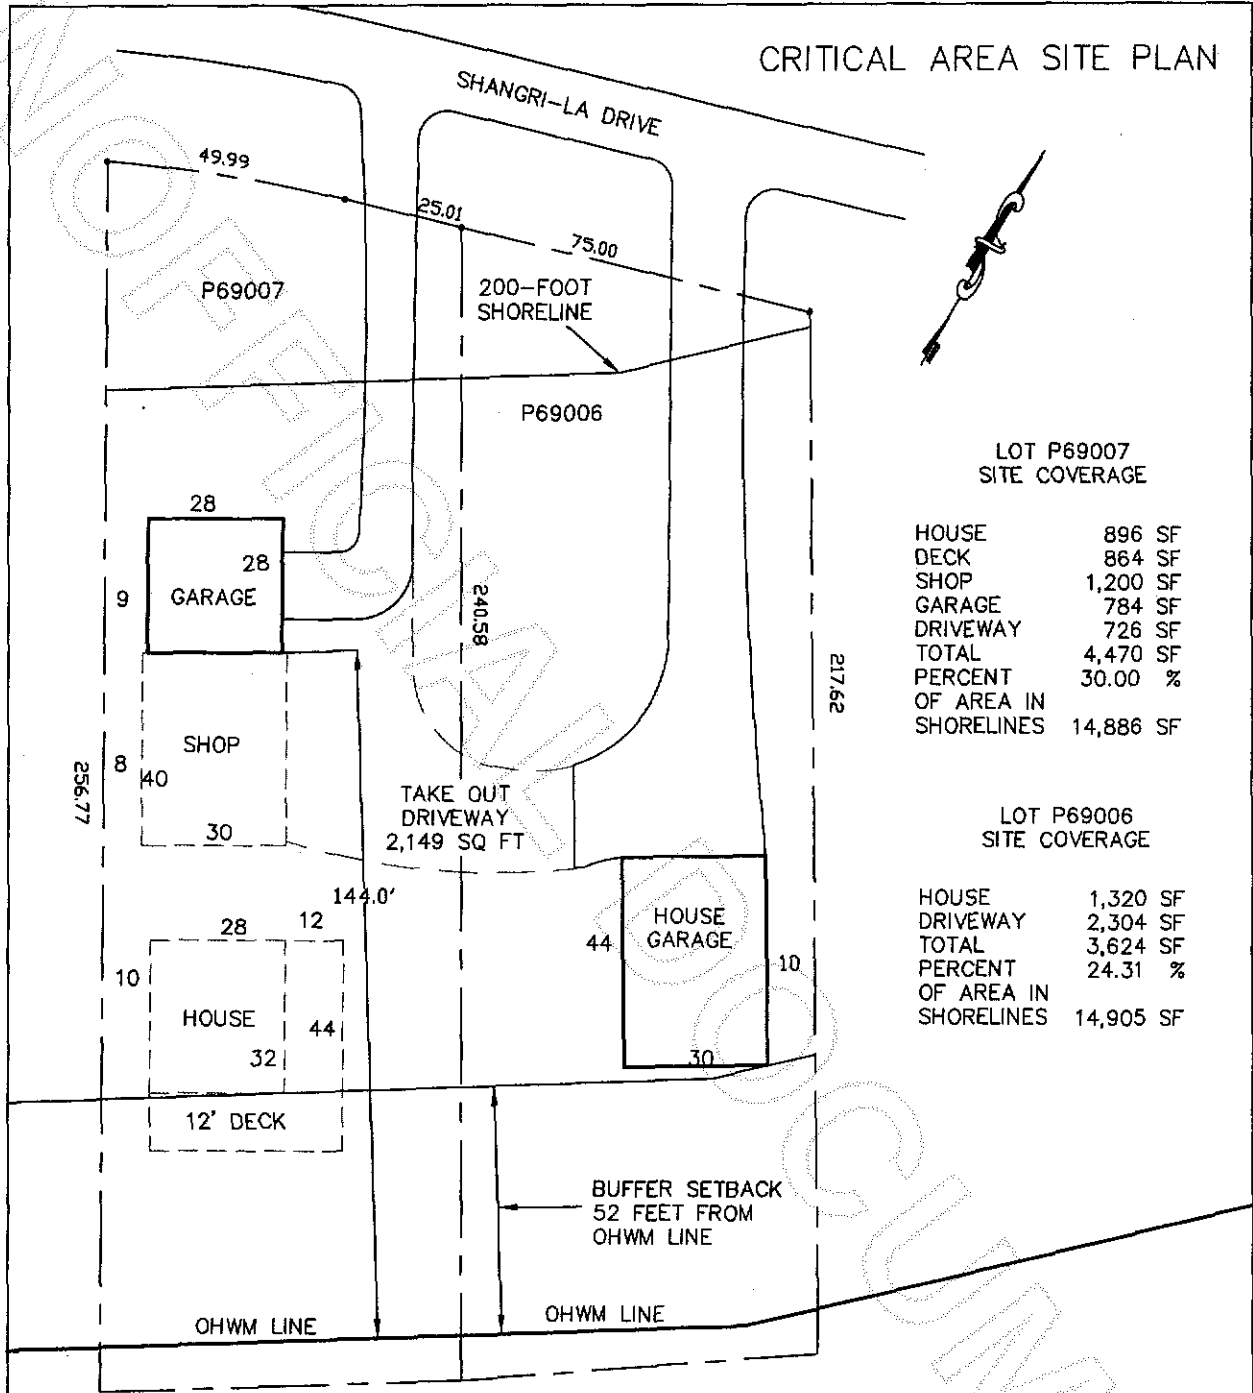 CRITICAL AREA SITE PLAN
SHANGRI-LA DRIVE
49.99
25.01
75.00
P69007
200-FOOT
SHORELINE
P69006
LOT P69007
SITE COVERAGE
HOUSE 896 SF
DECK 864 SF
SHOP 1,200 SF
GARAGE 784 SF
DRIVEWAY 726 SF
TOTAL 4,470 SF
PERCENT 30.00 %
OF AREA IN
SHORELINES 14,886 SF
28
28
GARAGE
9
240.58
217.62
SHOP
8
40
30
256.77
TAKE OUT
DRIVEWAY
2,149 SQ FT
LOT P69006
SITE COVERAGE
HOUSE 1,320 SF
DRIVEWAY 2,304 SF
TOTAL 3,624 SF
PERCENT 24.31 %
OF AREA IN
SHORELINES 14,905 SF
144.0'
28
12
10
HOUSE
44
32
12' DECK
HOUSE
GARAGE
44
10
30
BUFFER SETBACK
52 FEET FROM
OHWM LINE
OHWM LINE
OHWM LINE
UNOFFICIAL DOCUM